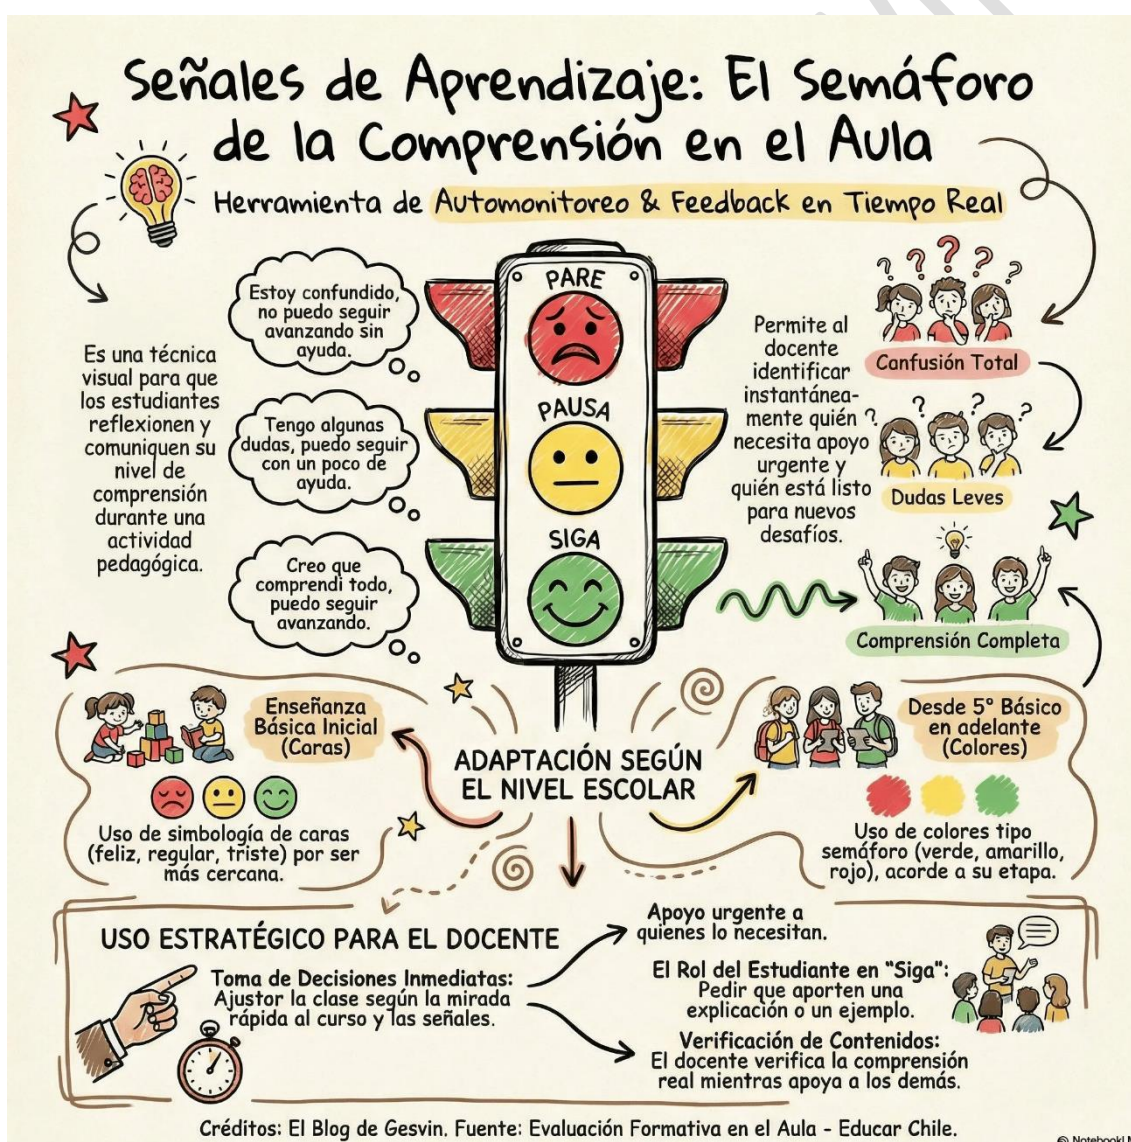 Señales de Aprendizaje: El Semáforo
de la Comprensión en el Aula
Herramienta de Automonitoreo & Feedback en Tiempo Real
Es una técnica
visual para que
los estudiantes
reflexionen y
comuniquen su
nivel de
comprensión
durante una
actividad
pedagógica.
Estoy confundido,
no puedo seguir
avanzando sin
ayuda.
Tengo algunas
dudas, puedo seguir
con un poco de
ayuda.
Creo que
comprendi todo,
puedo seguir
avanzando.
PARE
PAUSA
SIGA
Permite al
docente
identificar
instantánea-
mente quién
necesita apoyo
urgente y
quién está listo
para nuevos
desafíos.
? ? ? ?
Canfusión Total
? ? ? ?
Dudas Leves
Comprensión Completa
ADAPTACIÓN SEGÚN
EL NIVEL ESCOLAR
Enseñanza
Básica Inicial
(Caras)
Uso de simbología de caras
(feliz, regular, triste) por ser
más cercana.
Desde 5° Básico
en adelante
(Colores)
Uso de colores tipo
semáforo (verde, amarillo,
rojo), acorde a su etapa.
USO ESTRATÉGICO PARA EL DOCENTE
Toma de Decisiones Inmediatas:
Ajustor la clase según la mirada
rápida al curso y las señales.
Apoyo urgente a
quienes lo necesitan.
El Rol del Estudiante en "Siga":
Pedir que aporten una
explicación o un ejemplo.
Verificación de Contenidos:
El docente verifica la comprensión
real mientras apoya a los demás.
Créditos: El Blog de Gesvin. Fuente: Evaluación Formativa en el Aula - Educar Chile.